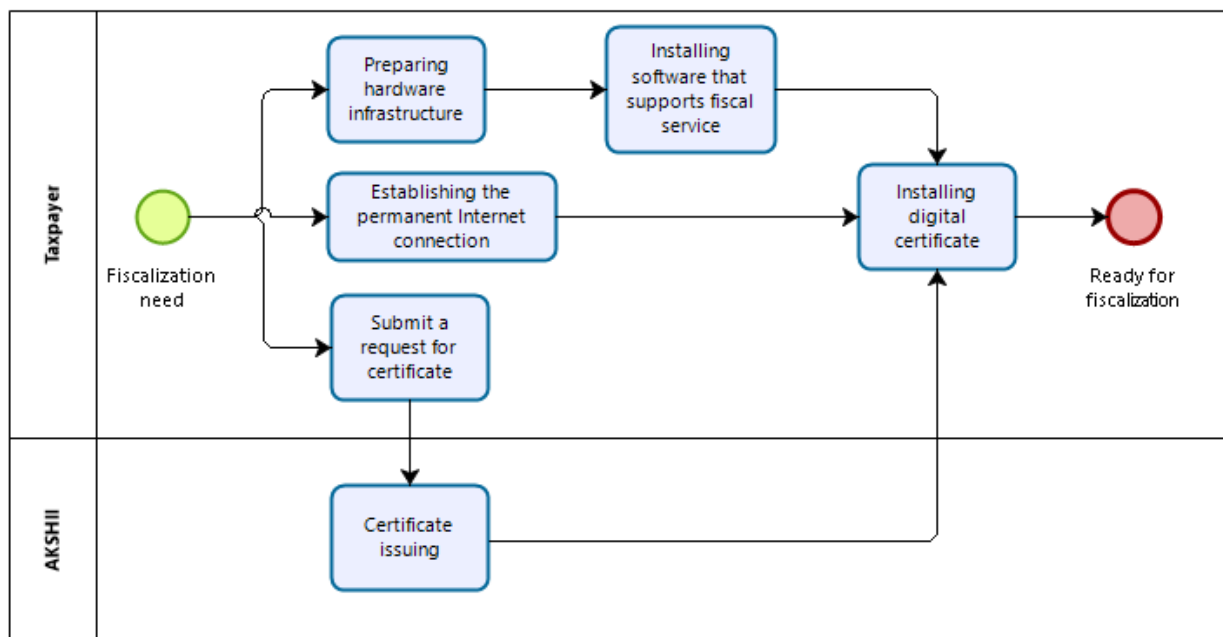 Taxpayer
Fiscalization
need
Preparing
hardware
infrastructure
Installing
software that
supports fiscal
service
Establishing the
permanent Internet
connection
Submit a
request for
certificate
Installing
digital
certificate
Ready for
fiscalization
AKSHII
Certificate
issuing